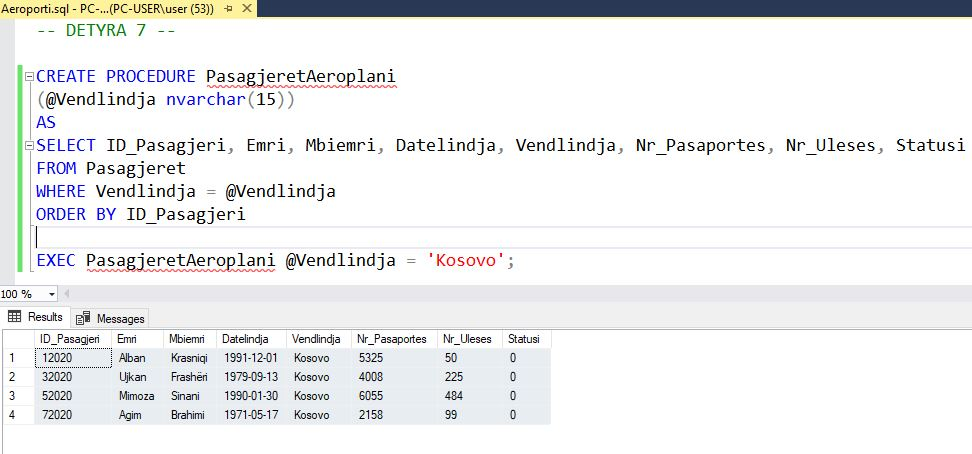 Aeroporti.sql - PC-...(PC-USER\user (53))
-- DETYRA 7 --
CREATE PROCEDURE PasagjeretAeroplani
(@Vendlindja nvarchar(15))
AS
SELECT ID_Pasagjeri, Emri, Mbiemri, Datelindja, Vendlindja, Nr_Pasaportes, Nr_Uleses, Statusi
FROM Pasagjeret
WHERE Vendlindja = @Vendlindja
ORDER BY ID_Pasagjeri
EXEC PasagjeretAeroplani @Vendlindja = 'Kosovo';
100 %
Results Messages
ID_Pasagjeri Emri Mbiemri Datelindja Vendlindja Nr_Pasaportes Nr_Uleses Statusi
1 12020 Alban Krasniqi 1991-12-01 Kosovo 5325 50 0
2 32020 Ujkan Frashëri 1979-09-13 Kosovo 4008 225 0
3 52020 Mimoza Sinani 1990-01-30 Kosovo 6055 484 0
4 72020 Agim Brahimi 1971-05-17 Kosovo 2158 99 0